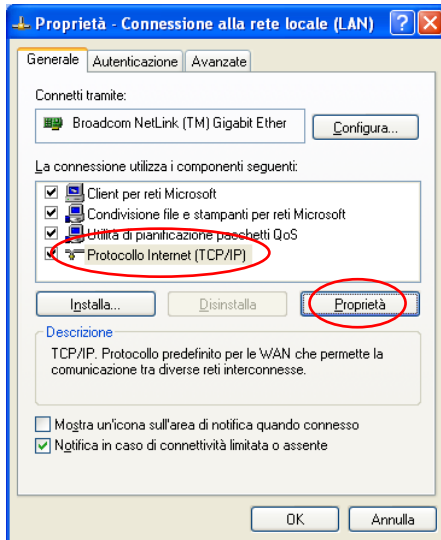 Proprietà - Connessione alla rete locale (LAN)
Generale Autenticazione Avanzate
Connetti tramite:
Broadcom NetLink (TM) Gigabit Ether Configura...
La connessione utilizza i componenti seguenti:
Client per reti Microsoft
Condivisione file e stampanti per reti Microsoft
Utilità di pianificazione pacchetti QoS
Protocollo Internet (TCP/IP)
Installa... Disinstalla Proprietà
Descrizione
TCP/IP. Protocollo predefinito per le WAN che permette la
comunicazione tra diverse reti interconnesse.
Mostra un'icona sull'area di notifica quando connesso
Notifica in caso di connettività limitata o assente
OK Annulla